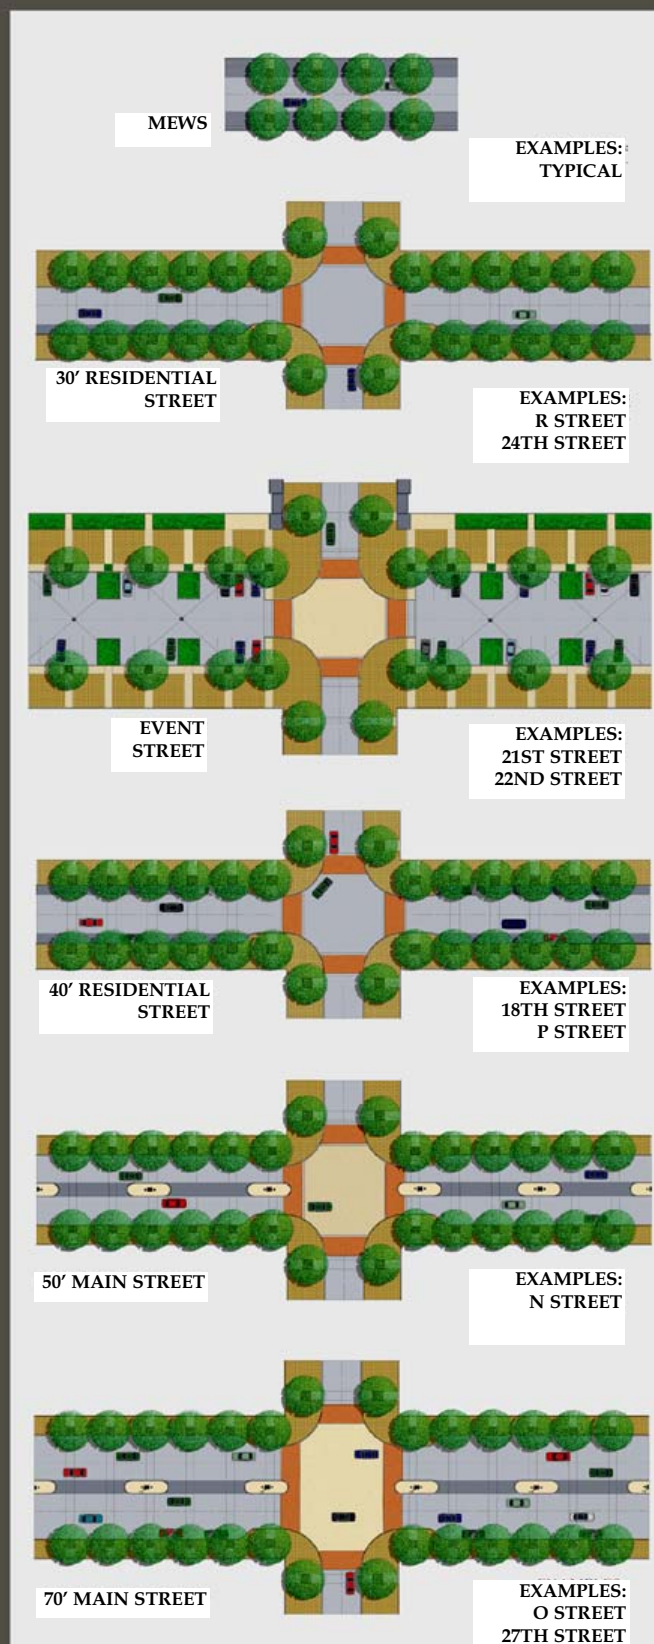 MEWS
EXAMPLES:
TYPICAL
30' RESIDENTIAL
STREET
EXAMPLES:
R STREET
24TH STREET
EVENT
STREET
EXAMPLES:
21ST STREET
22ND STREET
40' RESIDENTIAL
STREET
EXAMPLES:
18TH STREET
P STREET
50' MAIN STREET
EXAMPLES:
N STREET
70' MAIN STREET
EXAMPLES:
O STREET
27TH STREET